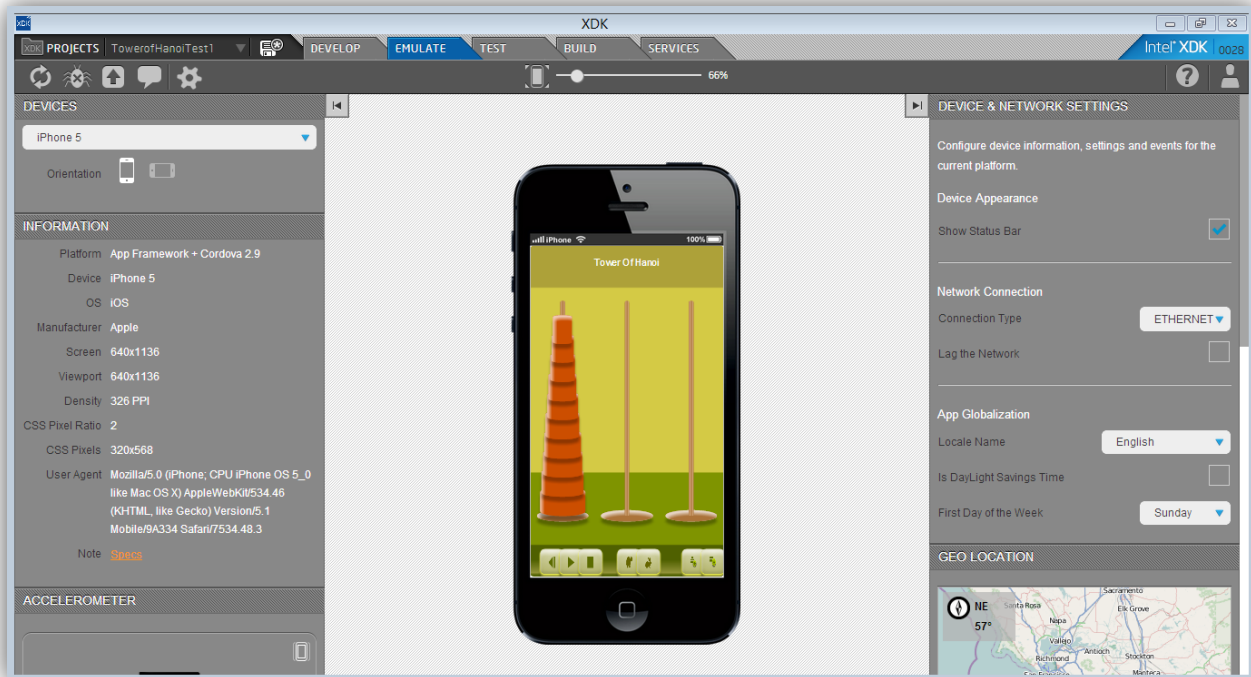 XDK
XDK PROJECTS TowerofHanoiTest1 DEVELOP EMULATE TEST BUILD SERVICES Intel® XDK 0028
66%
DEVICES
iPhone 5
Orientation
INFORMATION
Platform App Framework + Cordova 2.9
Device iPhone 5
OS iOS
Manufacturer Apple
Screen 640x1136
Viewport 640x1136
Density 326 PPI
CSS Pixel Ratio 2
CSS Pixels 320x568
User Agent Mozilla/5.0 (iPhone; CPU iPhone OS 5_0
like Mac OS X) AppleWebKit/534.46
(KHTML, like Gecko) Version/5.1
Mobile/9A334 Safari/7534.48.3
Note Specs
ACCELEROMETER
iPhone 100%
Tower Of Hanoi
DEVICE & NETWORK SETTINGS
Configure device information, settings and events for the
current platform.
Device Appearance
Show Status Bar
Network Connection
Connection Type ETHERNET
Lag the Network
App Globalization
Locale Name English
Is DayLight Savings Time
First Day of the Week Sunday
GEO LOCATION
NE
57°
Sacramento
Santa Rosa
Elk Grove
Napa
Vallejo
Antioch
Stockton
Richmond
San Francisco
Manteca